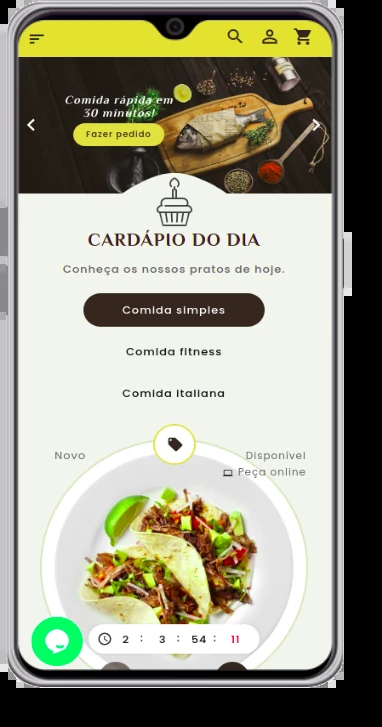 Comida rápida em
30 minutos!
Fazer pedido
CARDÁPIO DO DIA
Conheça os nossos pratos de hoje.
Comida simples
Comida fitness
Comida Italiana
Novo
Disponível
Peça online
2 : 3 : 54 : 11